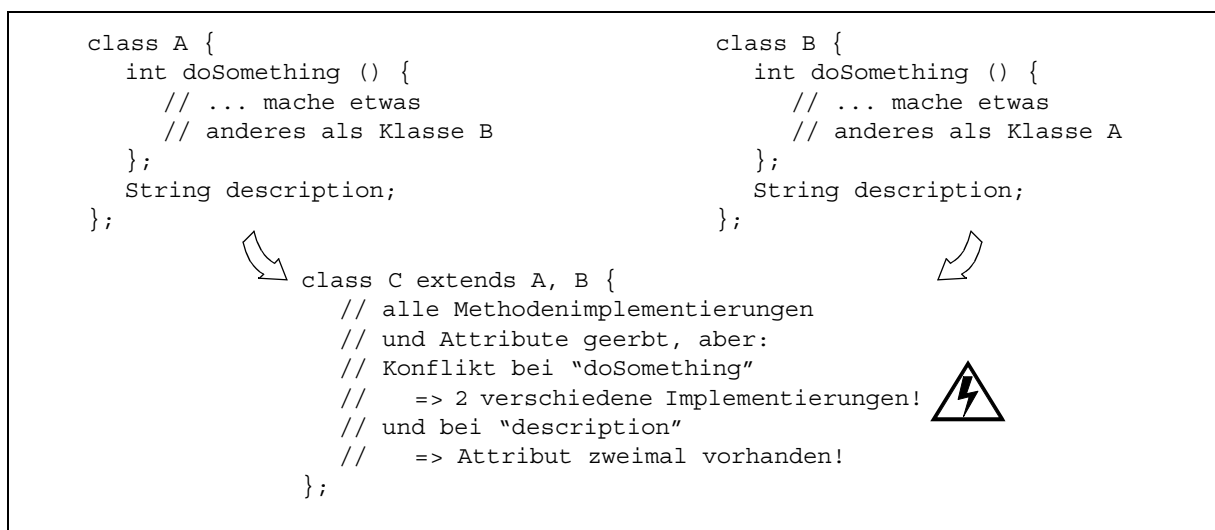 class A {
int doSomething () {
// ... mache etwas
// anderes als Klasse B
};
String description;
};
class B {
int doSomething () {
// ... mache etwas
// anderes als Klasse A
};
String description;
};
class C extends A, B {
// alle Methodenimplementierungen
// und Attribute geerbt, aber:
// Konflikt bei “doSomething”
// => 2 verschiedene Implementierungen!
// und bei “description”
// => Attribut zweimal vorhanden!
};